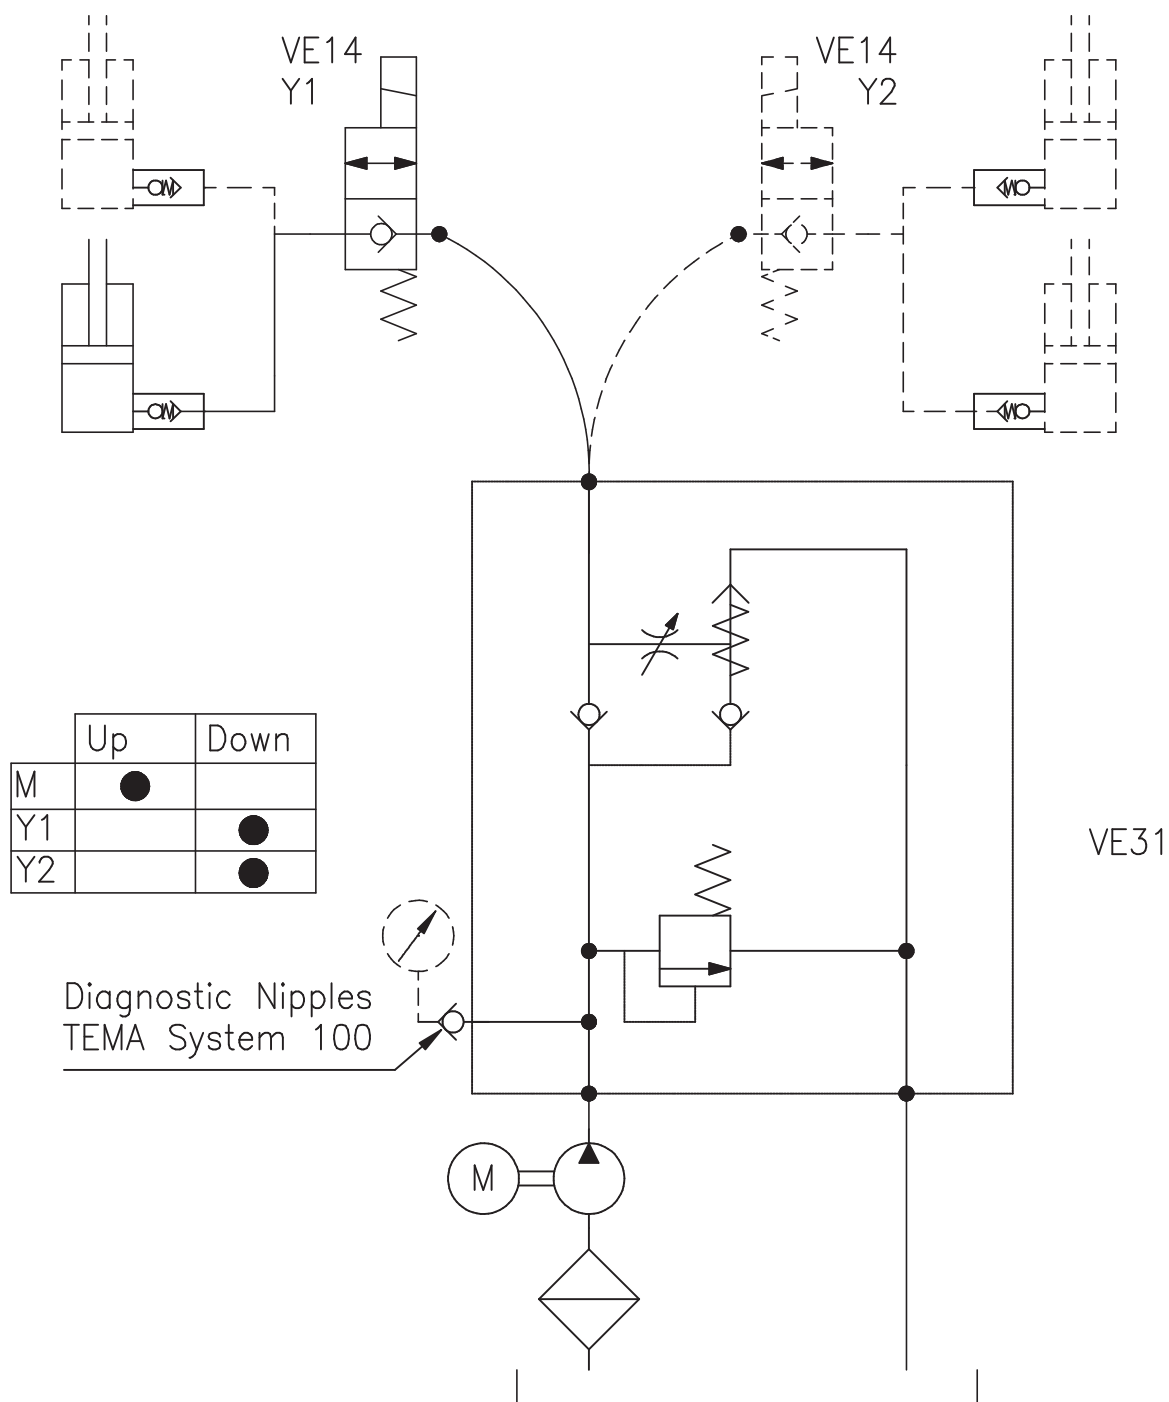 VE14
Y1
VE14
Y2
Up Down
M
Y1
Y2
VE31
Diagnostic Nipples
TEMA System 100
M